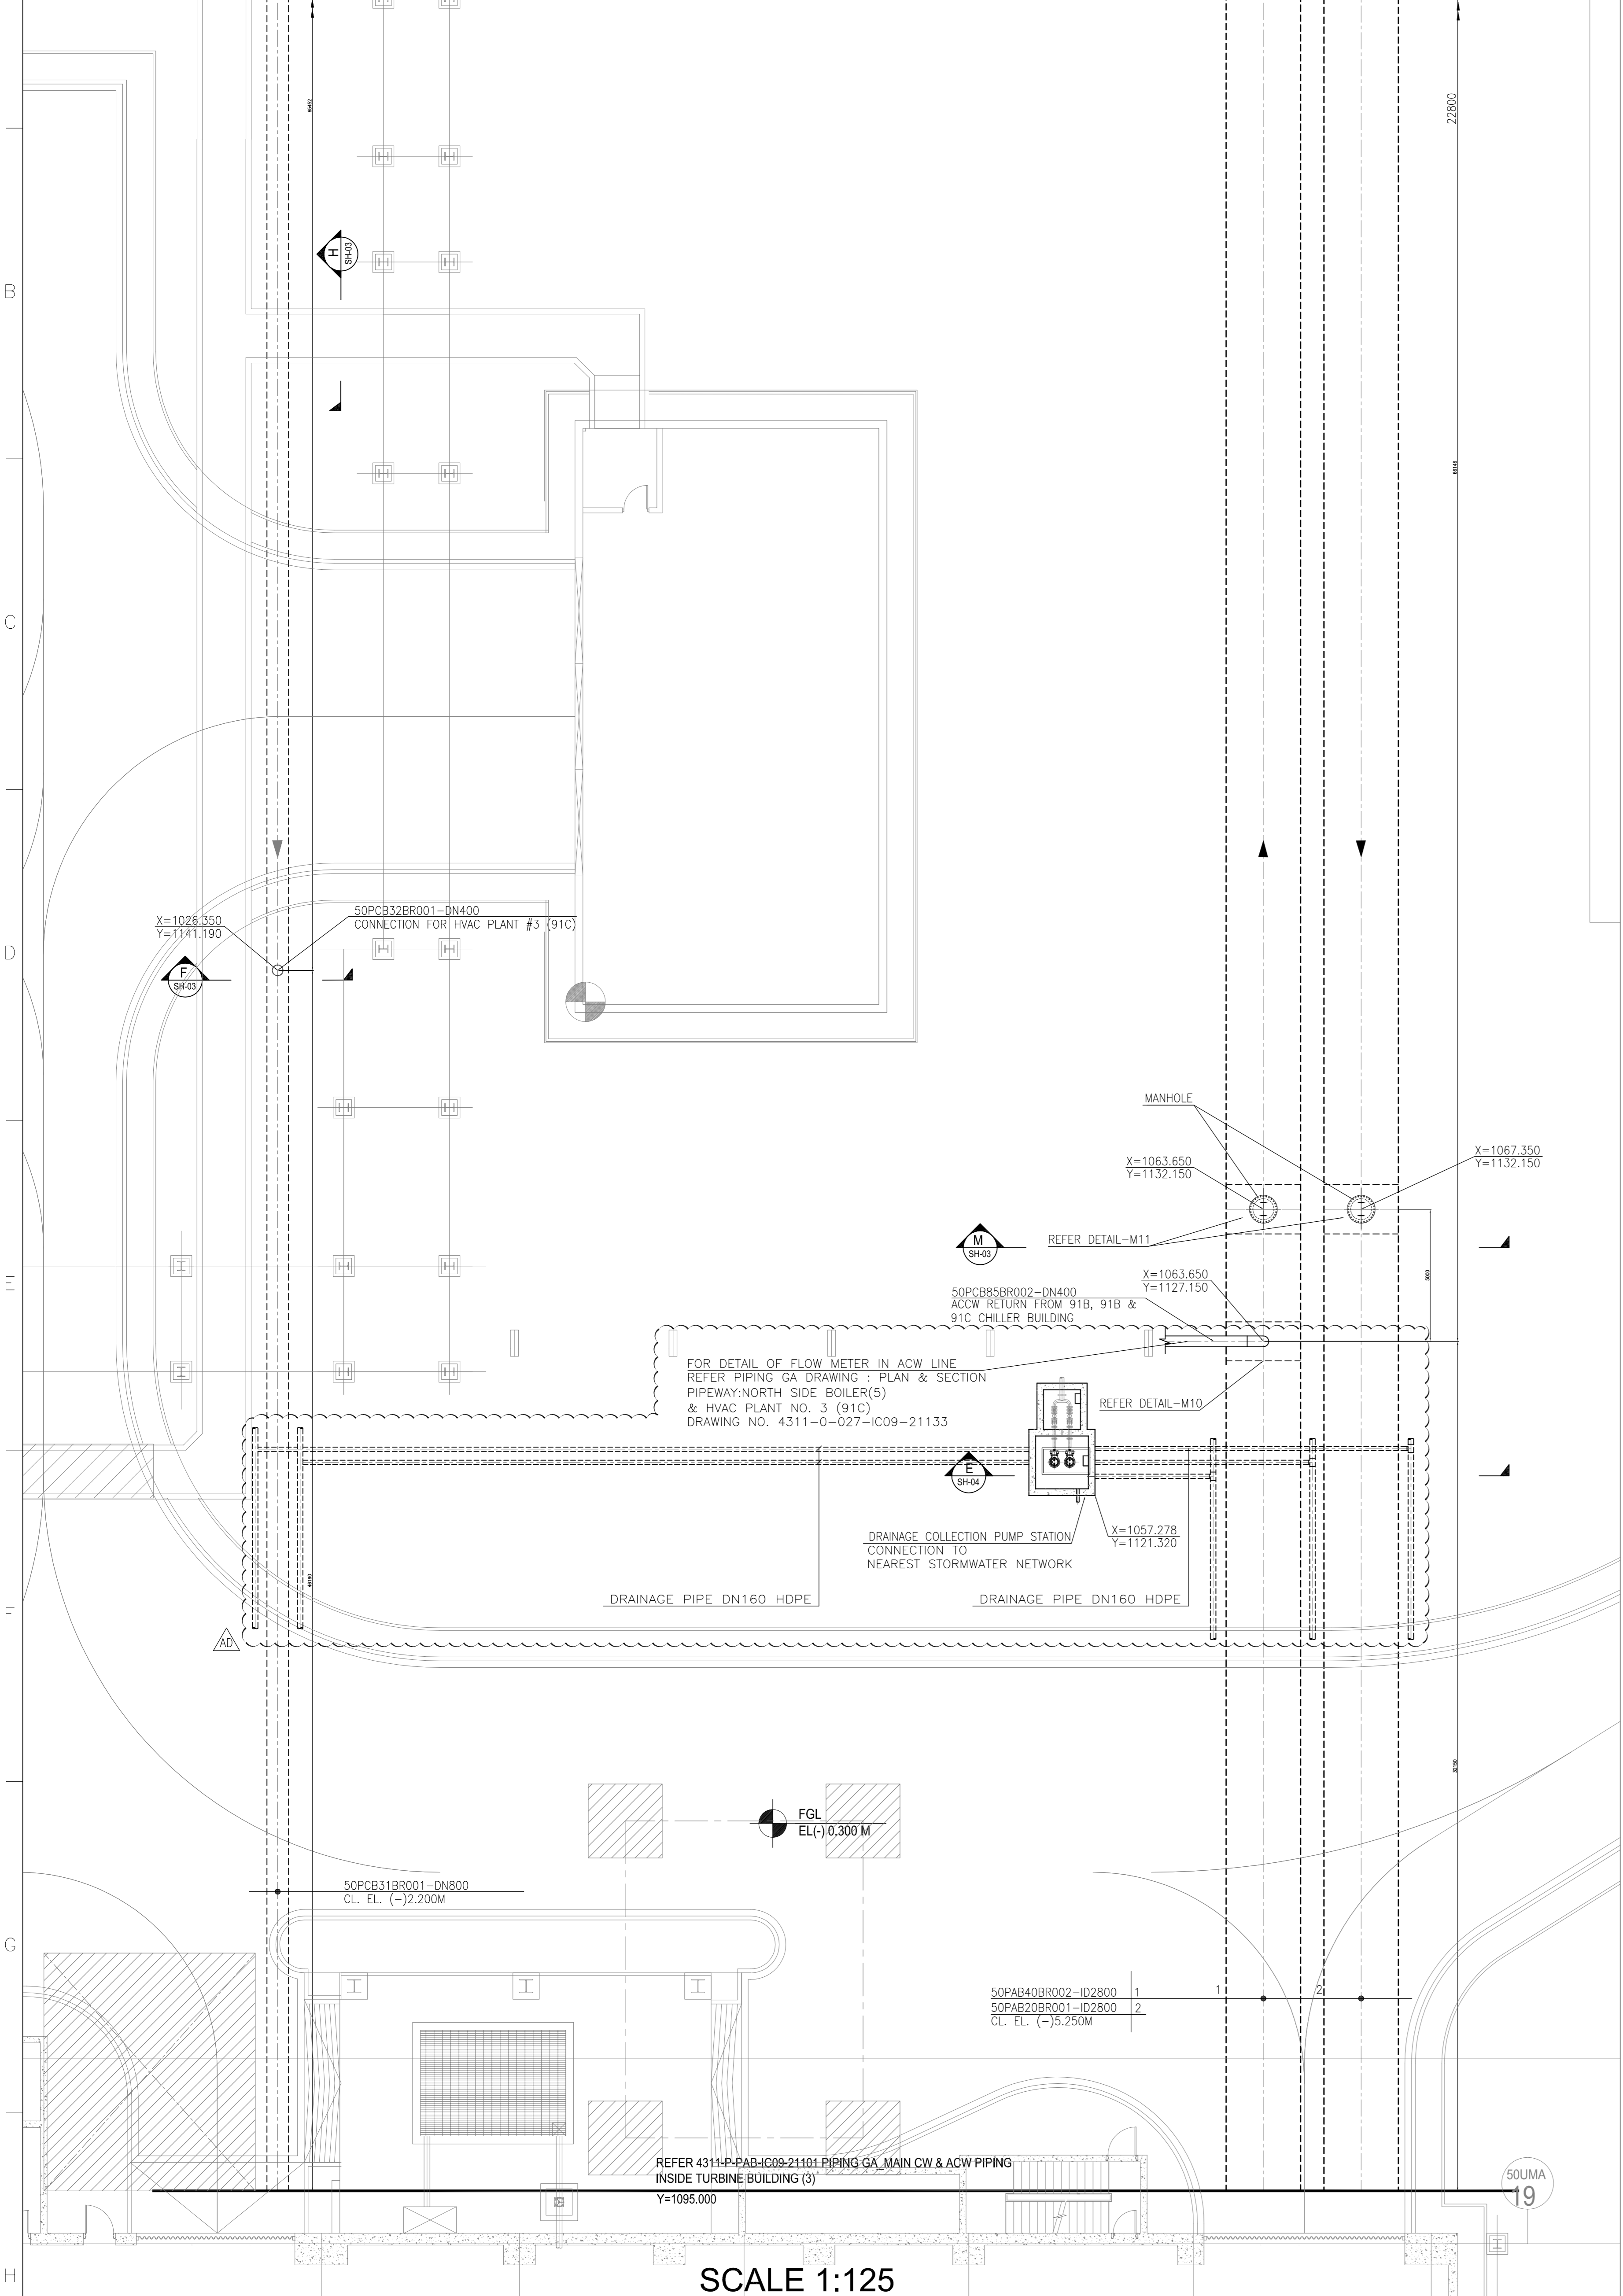 65452
22800
B
H
SH-03
66146
C
50PCB32BR001-DN400
CONNECTION FOR HVAC PLANT #3 (91C)
X=1026.350
Y=1141.190
D
F
SH-03
MANHOLE
X=1063.650
Y=1132.150
X=1067.350
Y=1132.150
M
SH-03
REFER DETAIL-M11
E
X=1063.650
Y=1127.150
5000
50PCB85BR002-DN400
ACCW RETURN FROM 91B, 91B &
91C CHILLER BUILDING
FOR DETAIL OF FLOW METER IN ACW LINE
REFER PIPING GA DRAWING : PLAN & SECTION
PIPEWAY:NORTH SIDE BOILER(5)
& HVAC PLANT NO. 3 (91C)
DRAWING NO. 4311-0-027-IC09-21133
REFER DETAIL-M10
E
SH-04
DRAINAGE COLLECTION PUMP STATION
CONNECTION TO
NEAREST STORMWATER NETWORK
X=1057.278
Y=1121.320
46190
DRAINAGE PIPE DN160 HDPE
DRAINAGE PIPE DN160 HDPE
F
AD
32150
FGL
EL(-) 0.300 M
50PCB31BR001-DN800
CL. EL. (-)2.200M
G
50PAB40BR002-ID2800 1
50PAB20BR001-ID2800 2
CL. EL. (-)5.250M
1
2
REFER 4311-P-PAB-IC09-21101 PIPING GA_MAIN CW & ACW PIPING
INSIDE TURBINE BUILDING (3)
Y=1095.000
50UMA
19
H
SCALE 1:125